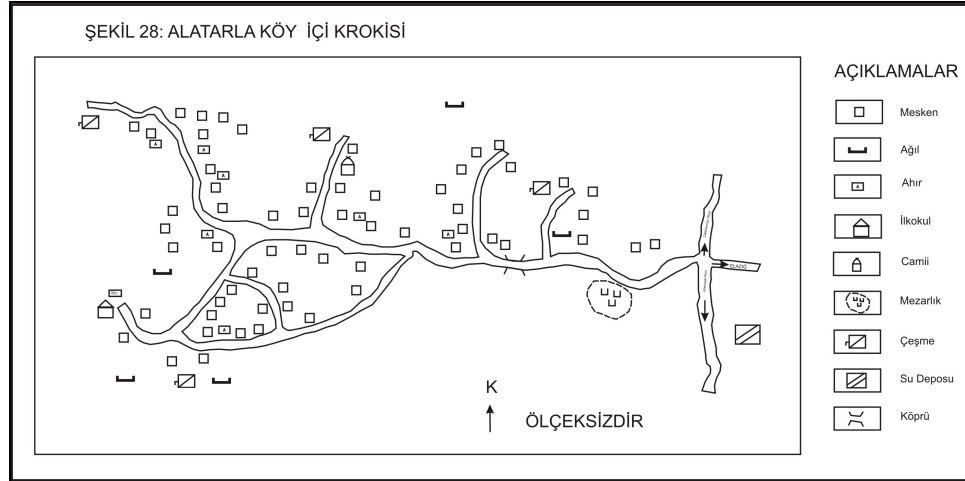 ŞEKİL 28: ALATARLA KÖY İÇİ KROKİSİ
AÇIKLAMALAR
Mesken
Ağıl
A
Ahır
İlkokul
Camii
Mezarlık
Çeşme
Su Deposu
Köprü
A
A
A
A
A
A
A
ELAZIĞ
K
ÖLÇEKSİZDİR